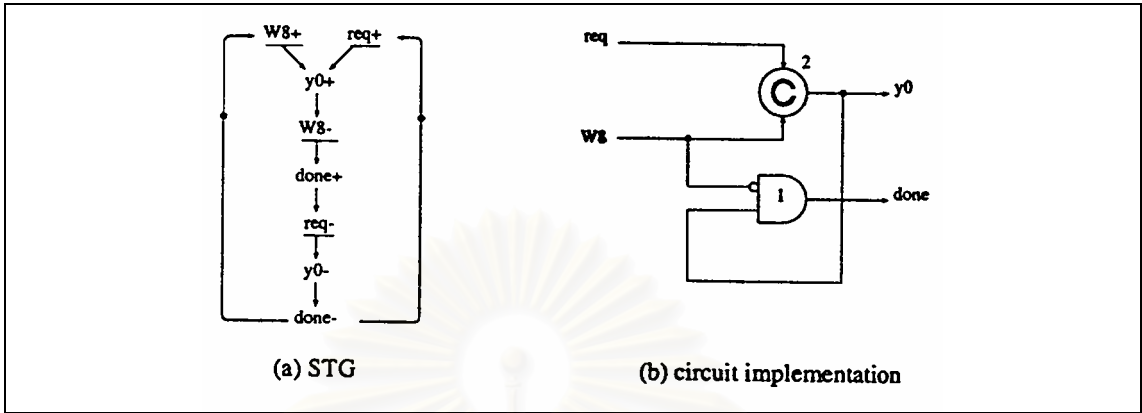 W8+ req+
y0+
W8-
done+
req-
y0-
done-
(a) STG
req
2
C
y0
W8
1
done
(b) circuit implementation